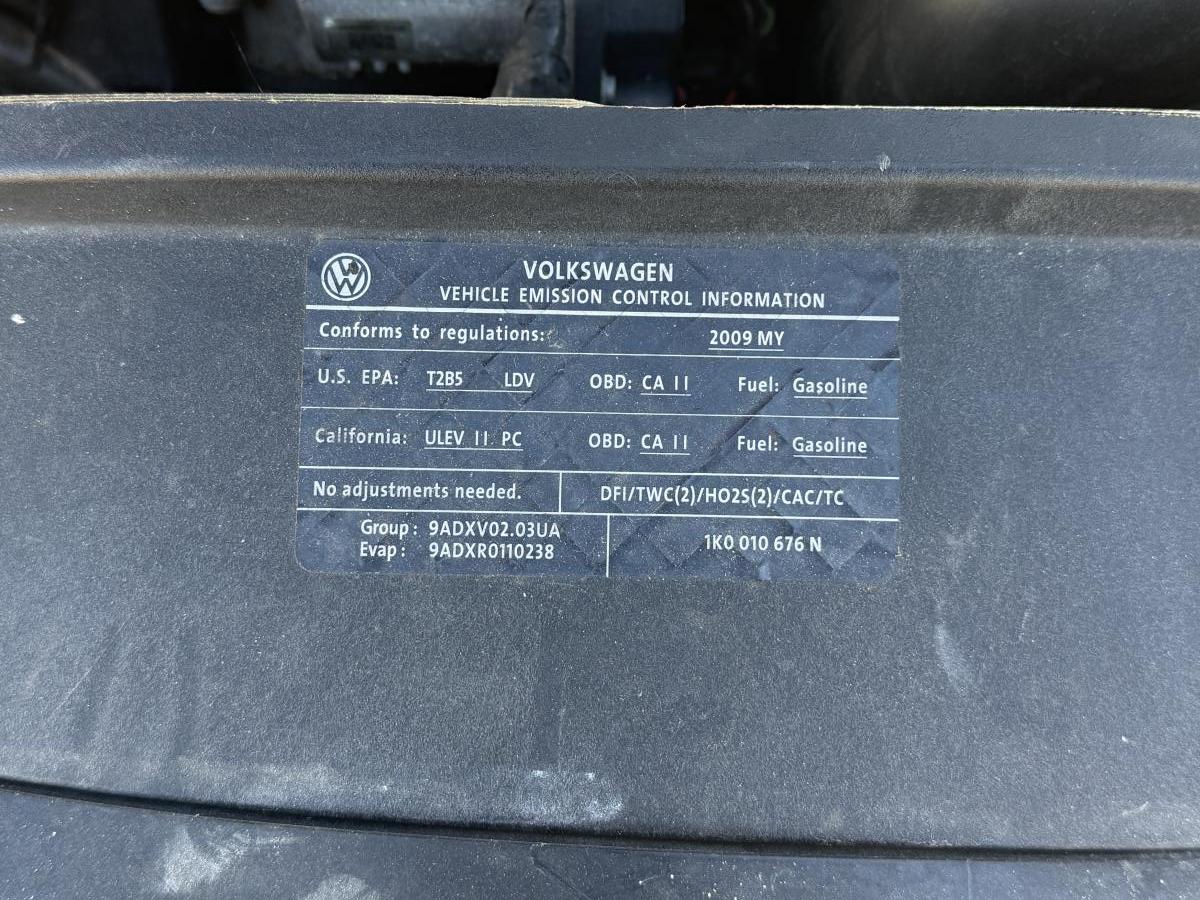 VOLKSWAGEN
VEHICLE EMISSION CONTROL INFORMATION
Conforms to regulations: 2009 MY
U.S. EPA: T2B5 LDV OBD: CA II Fuel: Gasoline
California: ULEV II PC OBD: CA II Fuel: Gasoline
No adjustments needed. DFI/TWC(2)/HO2S(2)/CAC/TC
Group: 9ADXV02.03UA
Evap: 9ADXR0110238
1K0 010 676 N